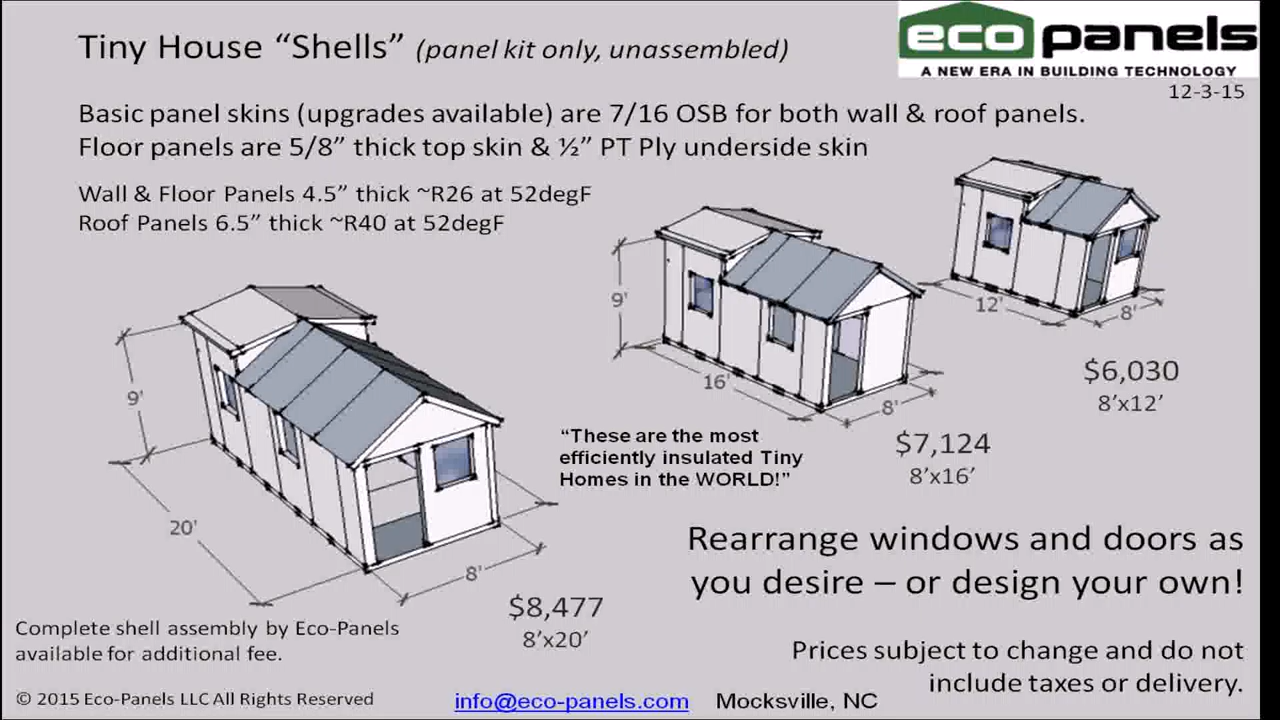 Tiny House “Shells” (panel kit only, unassembled)
eco panels
A NEW ERA IN BUILDING TECHNOLOGY
12-3-15
Basic panel skins (upgrades available) are 7/16 OSB for both wall & roof panels.
Floor panels are 5/8” thick top skin & ½” PT Ply underside skin
Wall & Floor Panels 4.5” thick ~R26 at 52degF
Roof Panels 6.5” thick ~R40 at 52degF
12'
8'
$6,030
8’x12’
9'
16'
8'
$7,124
8’x16’
9'
20'
8'
$8,477
8’x20’
“These are the most
efficiently insulated Tiny
Homes in the WORLD!”
Rearrange windows and doors as
you desire – or design your own!
Complete shell assembly by Eco-Panels
available for additional fee.
Prices subject to change and do not
include taxes or delivery.
© 2015 Eco-Panels LLC All Rights Reserved
info@eco-panels.com Mocksville, NC